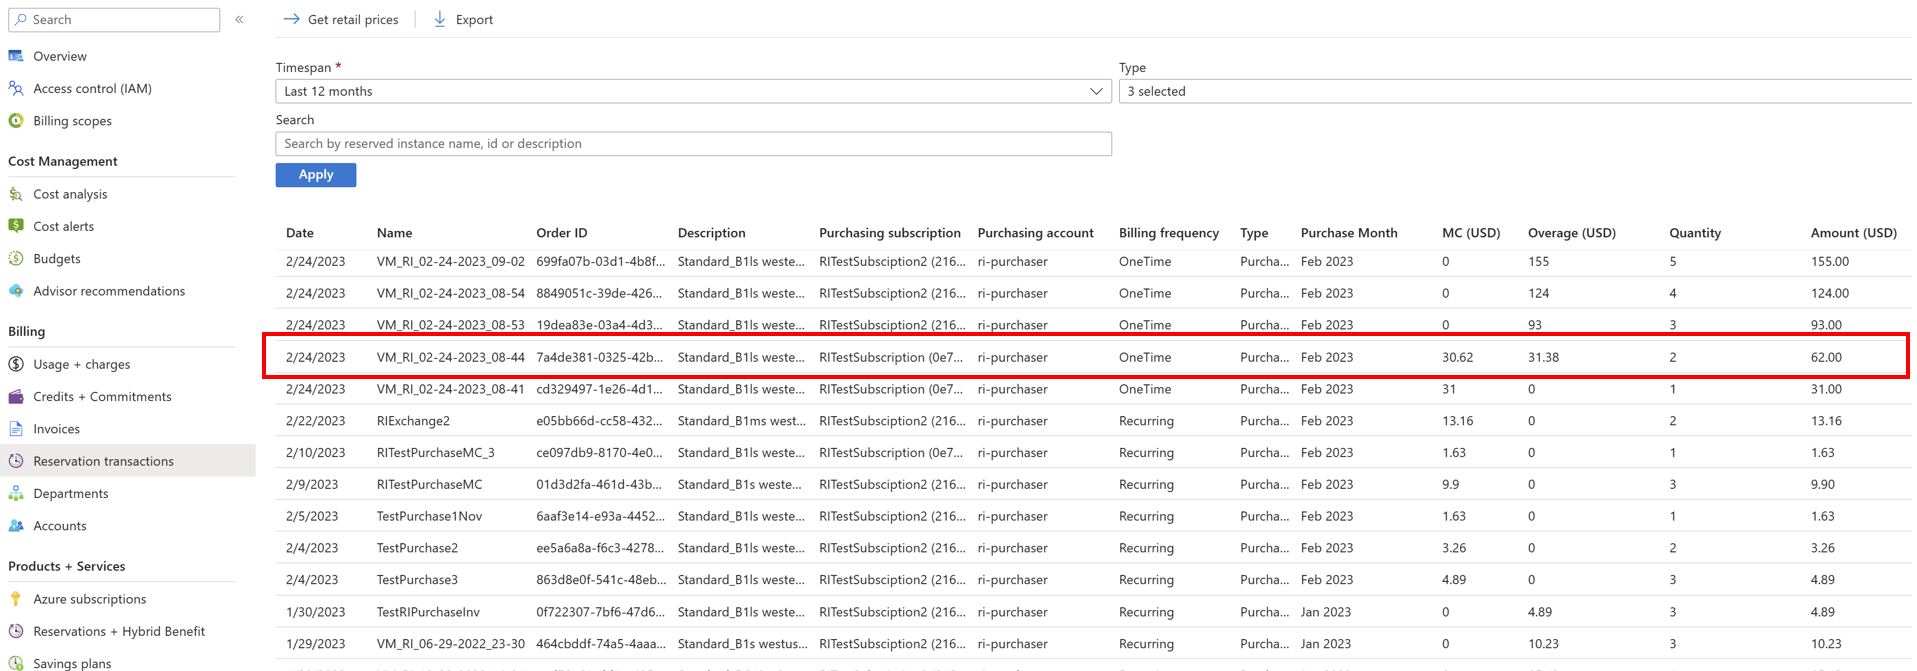 Search
«
Get retail prices
Export
Overview
Access control (IAM)
Billing scopes
Cost Management
Cost analysis
Cost alerts
Budgets
Advisor recommendations
Billing
Usage + charges
Credits + Commitments
Invoices
Reservation transactions
Departments
Accounts
Products + Services
Azure subscriptions
Reservations + Hybrid Benefit
Savings plans
Timespan *
Last 12 months
Type
3 selected
Search
Search by reserved instance name, id or description
Apply
Date Name Order ID Description Purchasing subscription Purchasing account Billing frequency Type Purchase Month MC (USD) Overage (USD) Quantity Amount (USD)
2/24/2023 VM_RI_02-24-2023_09-02 699fa07b-03d1-4b8f... Standard_B1ls weste... RITestSubsciption2 (216... ri-purchaser OneTime Purcha... Feb 2023 0 155 5 155.00
2/24/2023 VM_RI_02-24-2023_08-54 8849051c-39de-426... Standard_B1ls weste... RITestSubsciption2 (216... ri-purchaser OneTime Purcha... Feb 2023 0 124 4 124.00
2/24/2023 VM_RI_02-24-2023_08-53 19dea83e-03a4-4d3... Standard_B1ls weste... RITestSubsciption2 (216... ri-purchaser OneTime Purcha... Feb 2023 0 93 3 93.00
2/24/2023 VM_RI_02-24-2023_08-44 7a4de381-0325-42b... Standard_B1ls weste... RITestSubscription (0e7... ri-purchaser OneTime Purcha... Feb 2023 30.62 31.38 2 62.00
2/24/2023 VM_RI_02-24-2023_08-41 cd329497-1e26-4d1... Standard_B1ls weste... RITestSubscription (0e7... ri-purchaser OneTime Purcha... Feb 2023 31 0 1 31.00
2/22/2023 RIExchange2 e05bb66d-cc58-432... Standard_B1ms west... RITestSubsciption2 (216... ri-purchaser Recurring Purcha... Feb 2023 13.16 0 2 13.16
2/10/2023 RITestPurchaseMC_3 ce097db9-8170-4e0... Standard_B1ls weste... RITestSubscription (0e7... ri-purchaser Recurring Purcha... Feb 2023 1.63 0 1 1.63
2/9/2023 RITestPurchaseMC 01d3d2fa-461d-43b... Standard_B1s weste... RITestSubsciption2 (216... ri-purchaser Recurring Purcha... Feb 2023 9.9 0 3 9.90
2/5/2023 TestPurchase1Nov 6aaf3e14-e93a-4452... Standard_B1ls weste... RITestSubsciption2 (216... ri-purchaser Recurring Purcha... Feb 2023 1.63 0 1 1.63
2/4/2023 TestPurchase2 ee5a6a8a-f6c3-4278... Standard_B1ls weste... RITestSubsciption2 (216... ri-purchaser Recurring Purcha... Feb 2023 3.26 0 2 3.26
2/4/2023 TestPurchase3 863d8e0f-541c-48eb... Standard_B1ls weste... RITestSubsciption2 (216... ri-purchaser Recurring Purcha... Feb 2023 4.89 0 3 4.89
1/30/2023 TestRIPurchaseInv 0f722307-7bf6-47d6... Standard_B1ls weste... RITestSubsciption2 (216... ri-purchaser Recurring Purcha... Jan 2023 0 4.89 3 4.89
1/29/2023 VM_RI_06-29-2022_23-30 464cbddf-74a5-4aaa... Standard_B1s westus... RITestSubsciption2 (216... ri-purchaser Recurring Purcha... Jan 2023 0 10.23 3 10.23